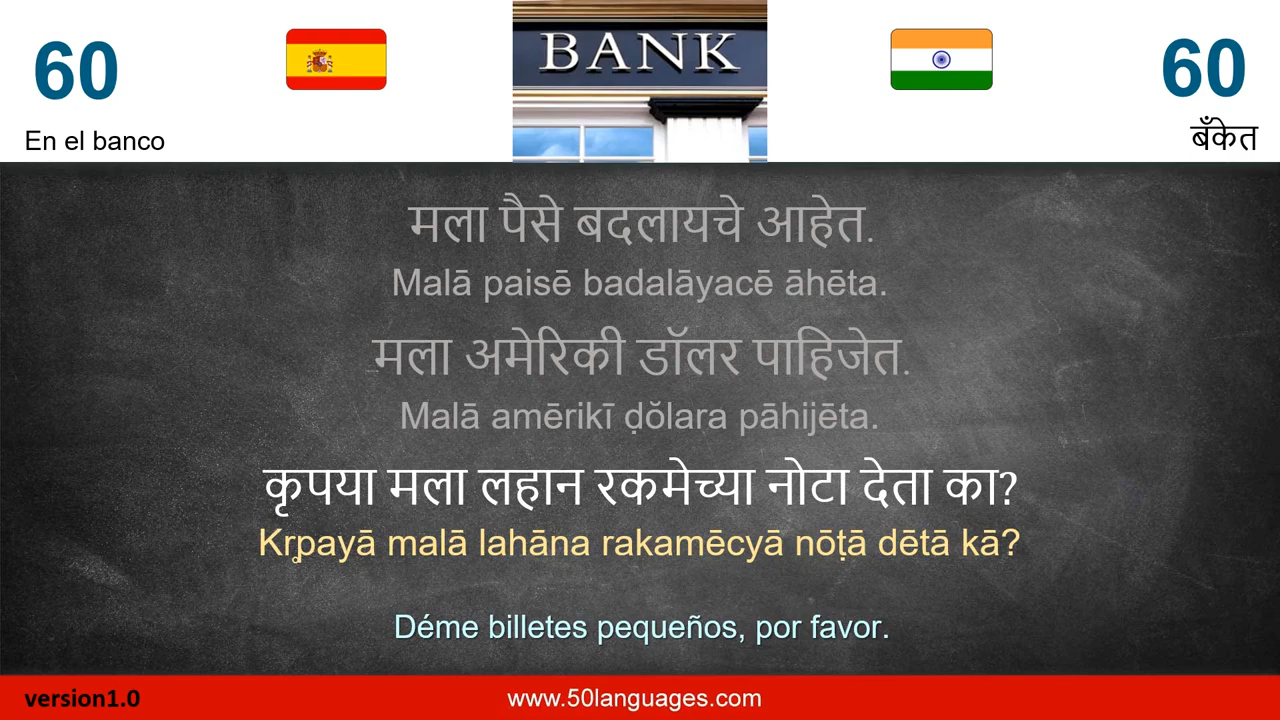 60
En el banco
BANK
60
बँकेत
मला पैसे बदलायचे आहेत.
Malā paisē badalāyacē āhēta.
मला अमेरिकी डॉलर पाहिजेत.
Malā amērikī ḍŏlara pāhijēta.
कृपया मला लहान रकमेच्या नोटा देता का?
Kr̥payā malā lahāna rakamēcyā nōṭā dētā kā?
Déme billetes pequeños, por favor.
version1.0
www.50languages.com